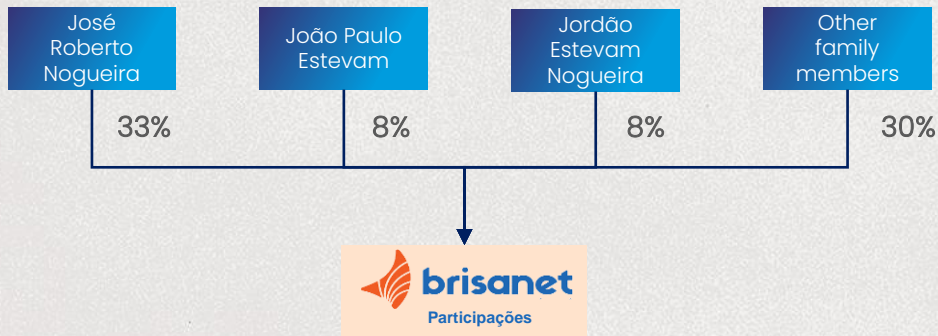 José
Roberto
Nogueira
João Paulo
Estevam
Jordão
Estevam
Nogueira
Other
family
members
33%
8%
8%
30%
brisanet
Participações